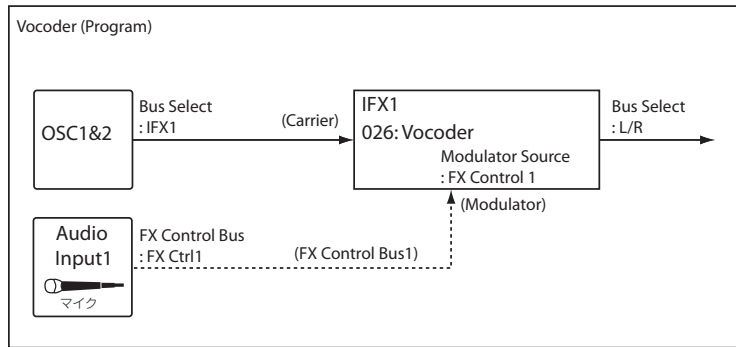 Vocoder (Program)
OSC1&2
Bus Select
: IFX1
(Carrier)
IFX1
026: Vocoder
Modulator Source
: FX Control 1
Bus Select
: L/R
(Modulator)
Audio
Input1
マイク
FX Control Bus
: FX Ctrl1
(FX Control Bus1)